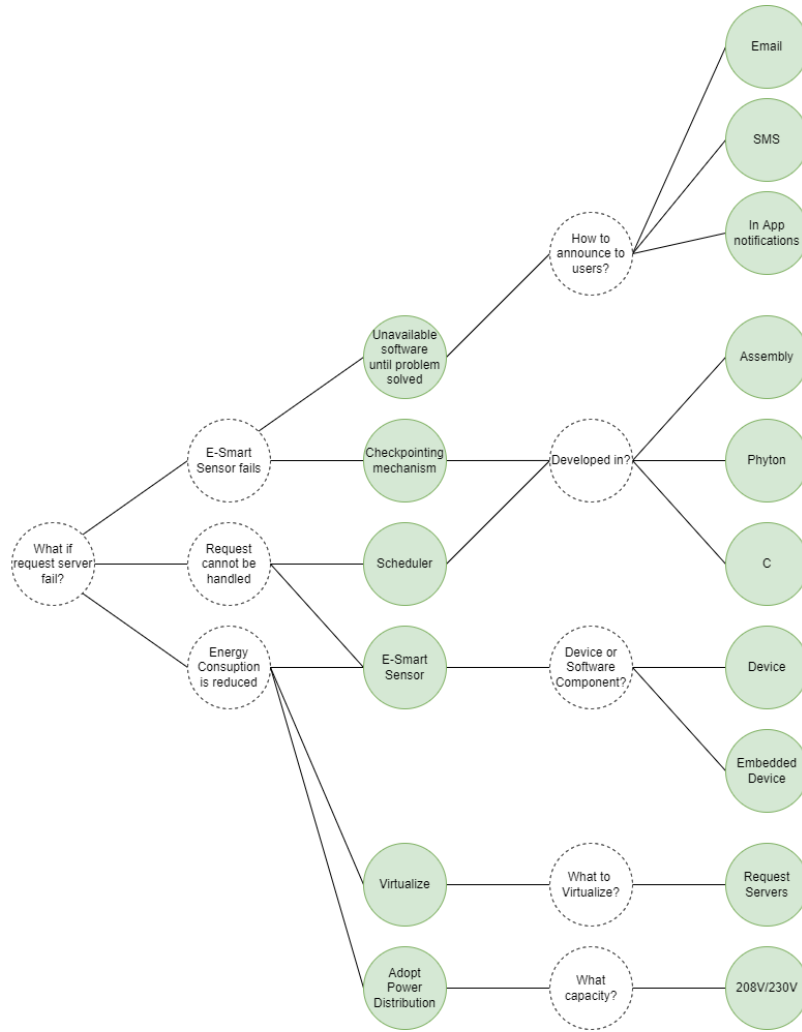 Email
SMS
In App
notifications
How to
announce to
users?
Unavailable
software
until problem
solved
Assembly
E-Smart
Sensor fails
Checkpointing
mechanism
Developed in?
Phyton
What if
request server
fail?
Request
cannot be
handled
Scheduler
C
Energy
Consuption
is reduced
E-Smart
Sensor
Device or
Software
Component?
Device
Embedded
Device
Virtualize
What to
Virtualize?
Request
Servers
Adopt
Power
Distribution
What
capacity?
208V/230V